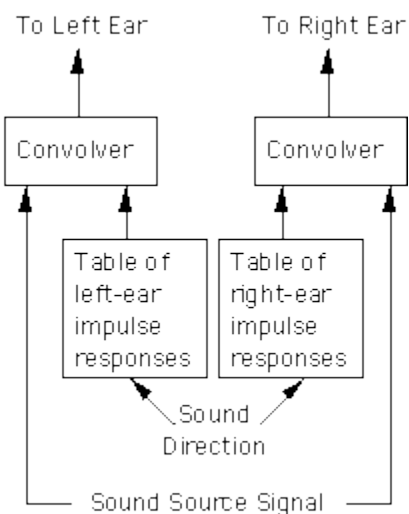 To Left Ear
To Right Ear
Convolver
Convolver
Table of
left-ear
impulse
responses
Table of
right-ear
impulse
responses
Sound
Direction
Sound Source Signal